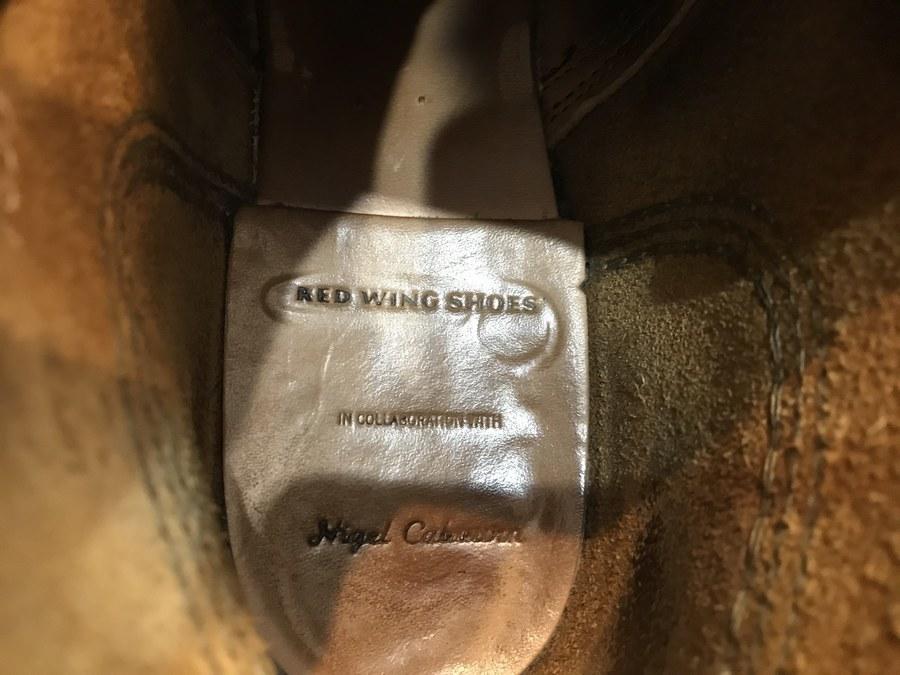 RED WING SHOES
IN COLLABORATION WITH
Nigel Cabourn